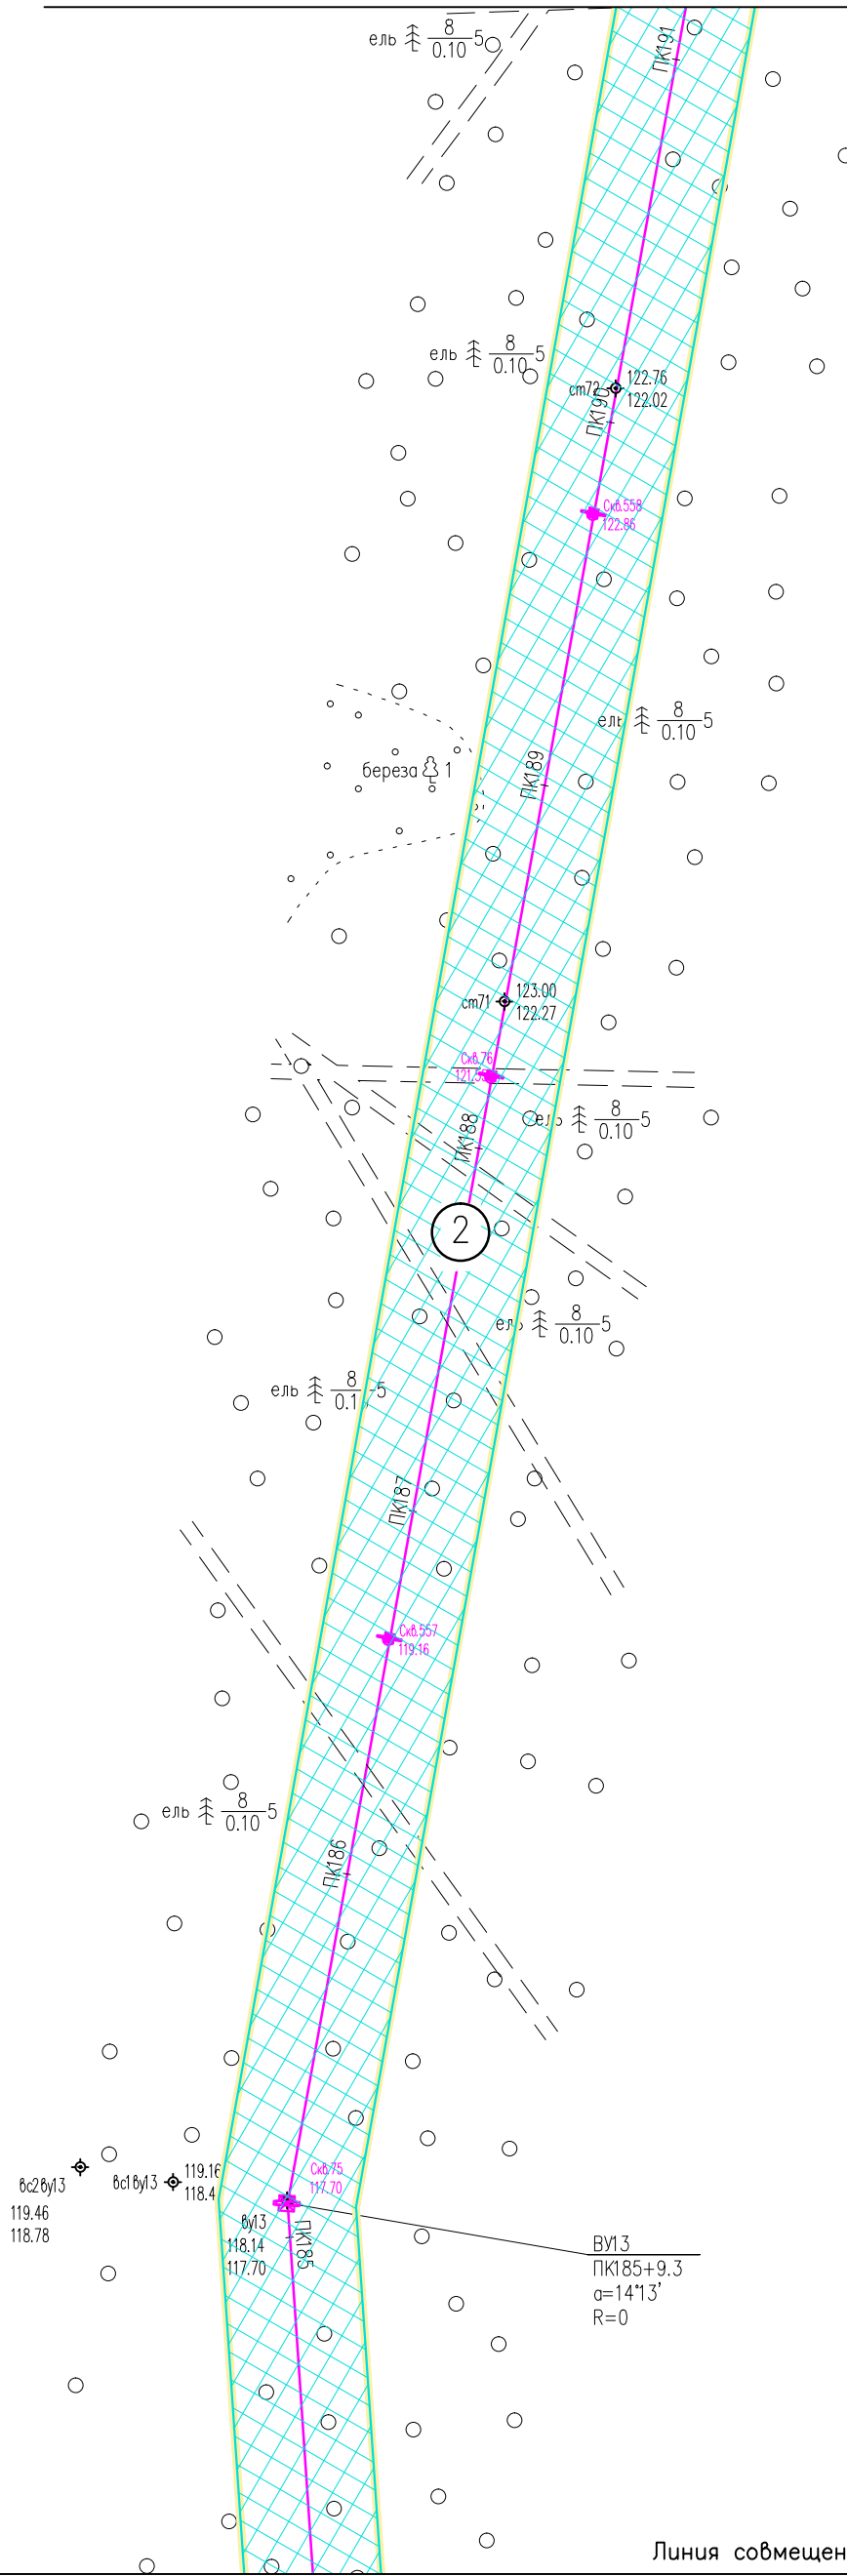 ель 8 5
0.10
ПК191
ель 8 5
0.10
ст72 122.76
122.02
ПК190
Скв.558
122.86
ель 8 5
0.10
береза 1
ПК189
ст71 123.00
122.27
Скв.76
ель 8 5
0.10
ПК188
2
ель 8 5
0.10
ель 8 5
ПК187
Скв.557
119.16
ель 8 5
0.10
ПК186
Скв.75
117.70
вс2ву13
119.46
118.78
вс1ву13 119.16
118.4
ву13
118.14
117.70
ПК185
ВУ13
ПК185+9.3
α=14°13'
R=0
Линия совмещен